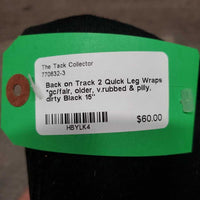 The Tack Collector
770632-3
Back on Track 2 Quick Leg Wraps
*gc/fair, older, v.rubbed & pilly,
dirty Black 15"
$60.00
HBYLK4